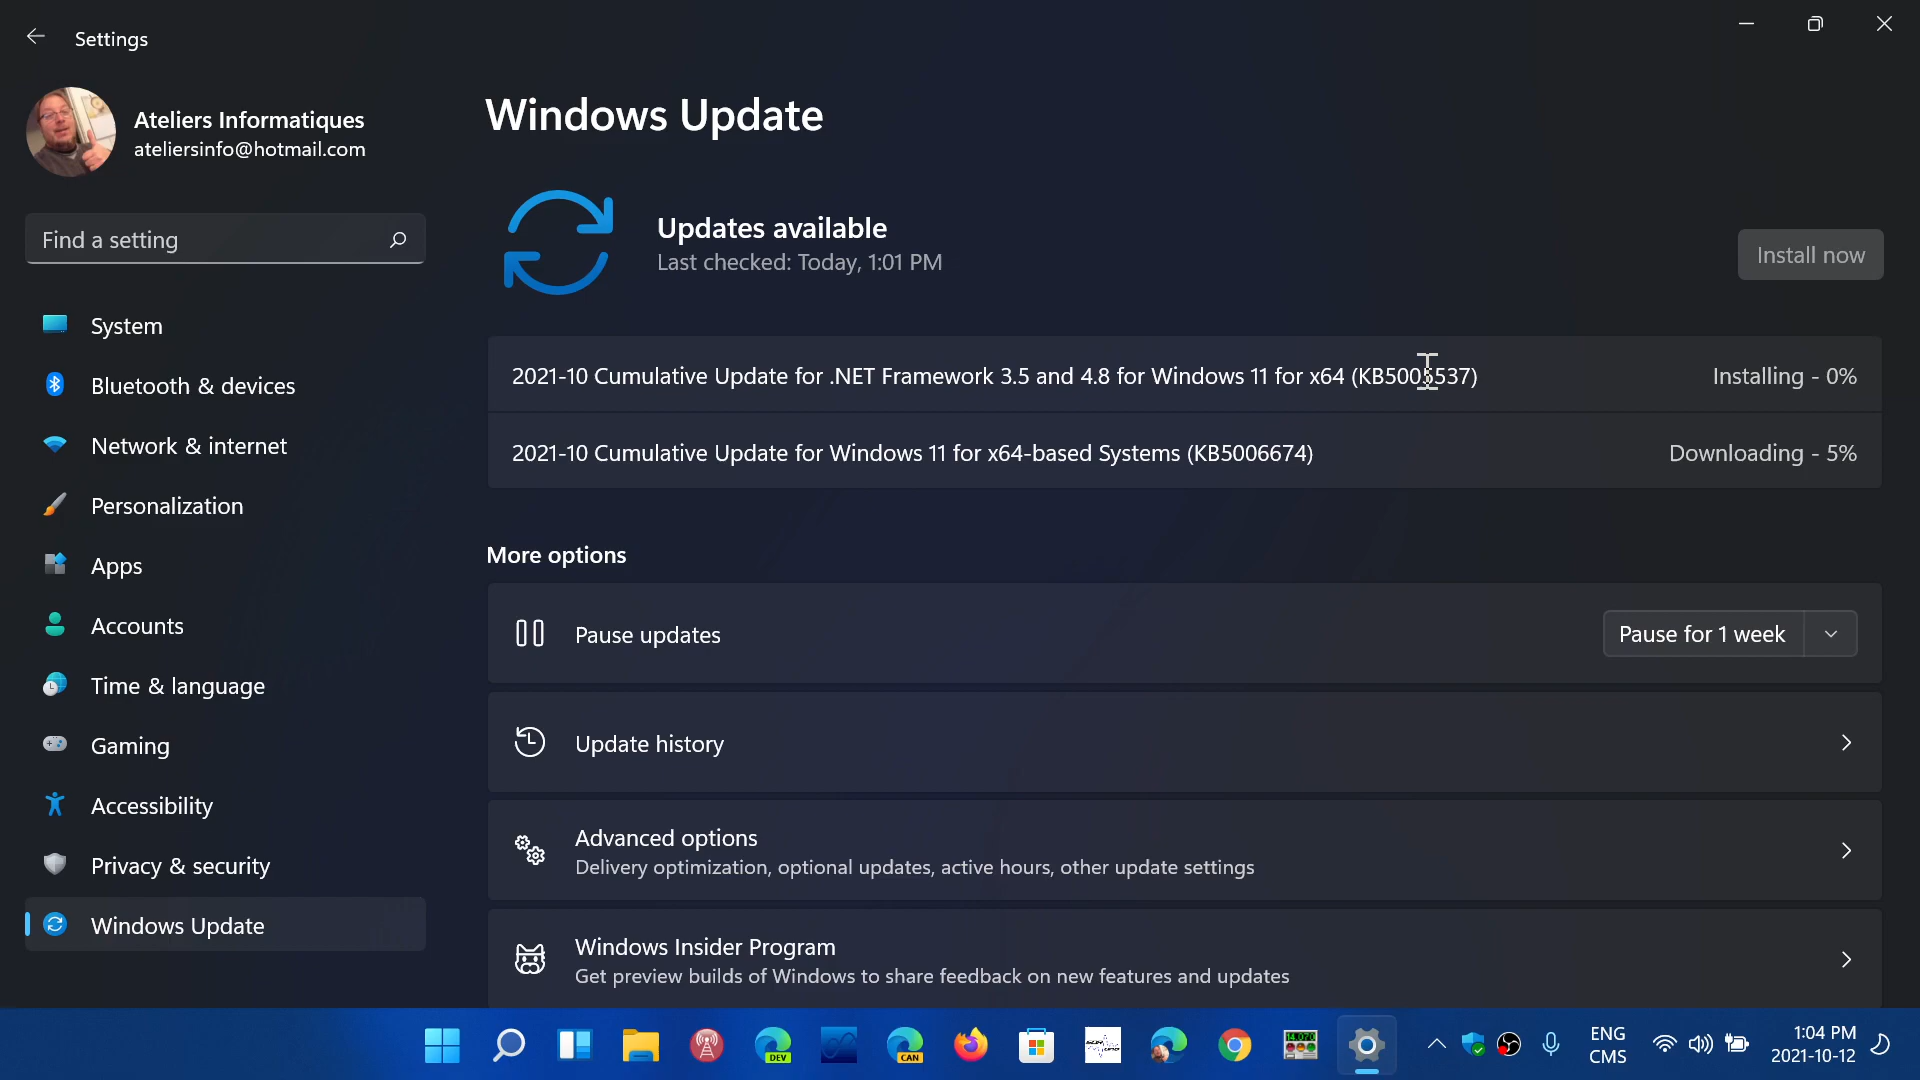 Settings
Ateliers Informatiques
ateliersinfo@hotmail.com
Find a setting
System
Bluetooth & devices
Network & internet
Personalization
Apps
Accounts
Time & language
Gaming
Accessibility
Privacy & security
Windows Update
Windows Update
Updates available
Last checked: Today, 1:01 PM
Install now
2021-10 Cumulative Update for .NET Framework 3.5 and 4.8 for Windows 11 for x64 (KB5005537) Installing - 0%
2021-10 Cumulative Update for Windows 11 for x64-based Systems (KB5006674) Downloading - 5%
More options
Pause updates
Pause for 1 week
Update history
Advanced options
Delivery optimization, optional updates, active hours, other update settings
Windows Insider Program
Get preview builds of Windows to share feedback on new features and updates
DEV
CAN
ENG
CMS
1:04 PM
2021-10-12